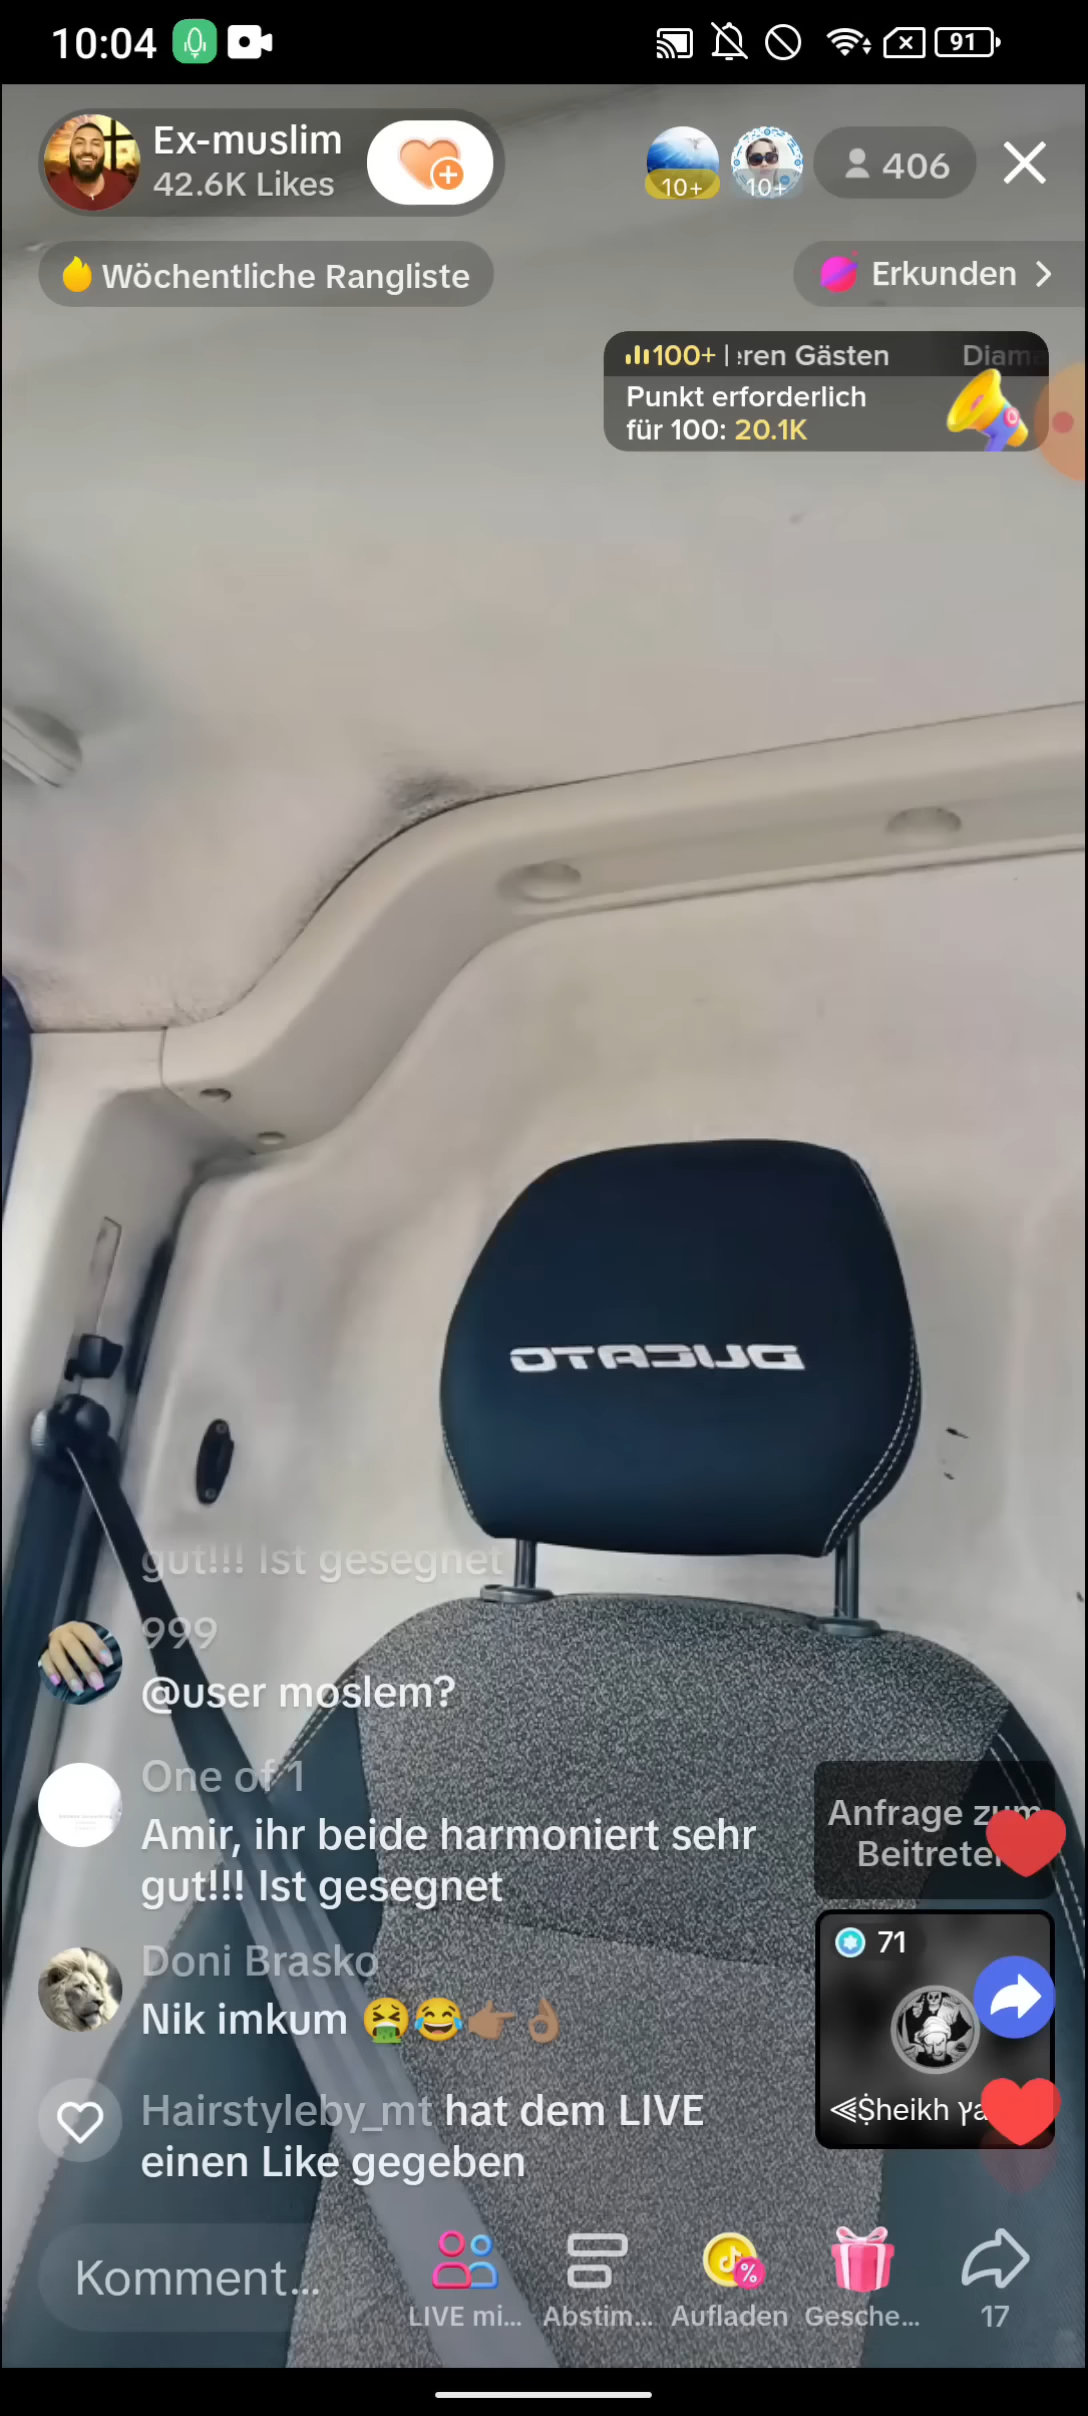 10:04
91
Ex-muslim
42.6K Likes
10+
10+
406
Wöchentliche Rangliste
Erkunden
100+ | :ren Gästen Diam
Punkt erforderlich
für 100: 20.1K
DUCATO
gut!!! Ist gesegnet
999
@user moslem?
One of 1
Amir, ihr beide harmoniert sehr
gut!!! Ist gesegnet
Doni Brasko
Nik imkum 🤮😂👉🏽👌🏽
Hairstyleby_mt hat dem LIVE
einen Like gegeben
Anfrage zum
Beitreten
71
⋘Ṩheikh
Komment...
LIVE mi...
Abstim...
Aufladen
Gesche...
17